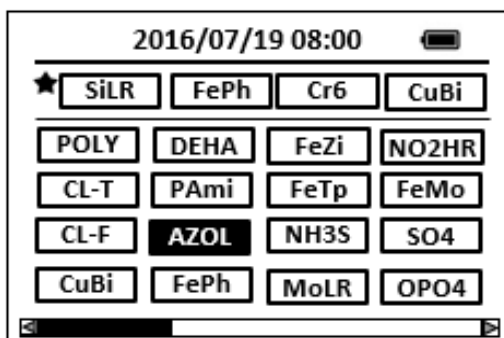 2016/07/19 08:00
SiLR FePh Cr6 CuBi
POLY DEHA FeZi NO2HR
CL-T PAmi FeTp FeMo
CL-F AZOL NH3S SO4
CuBi FePh MoLR OPO4